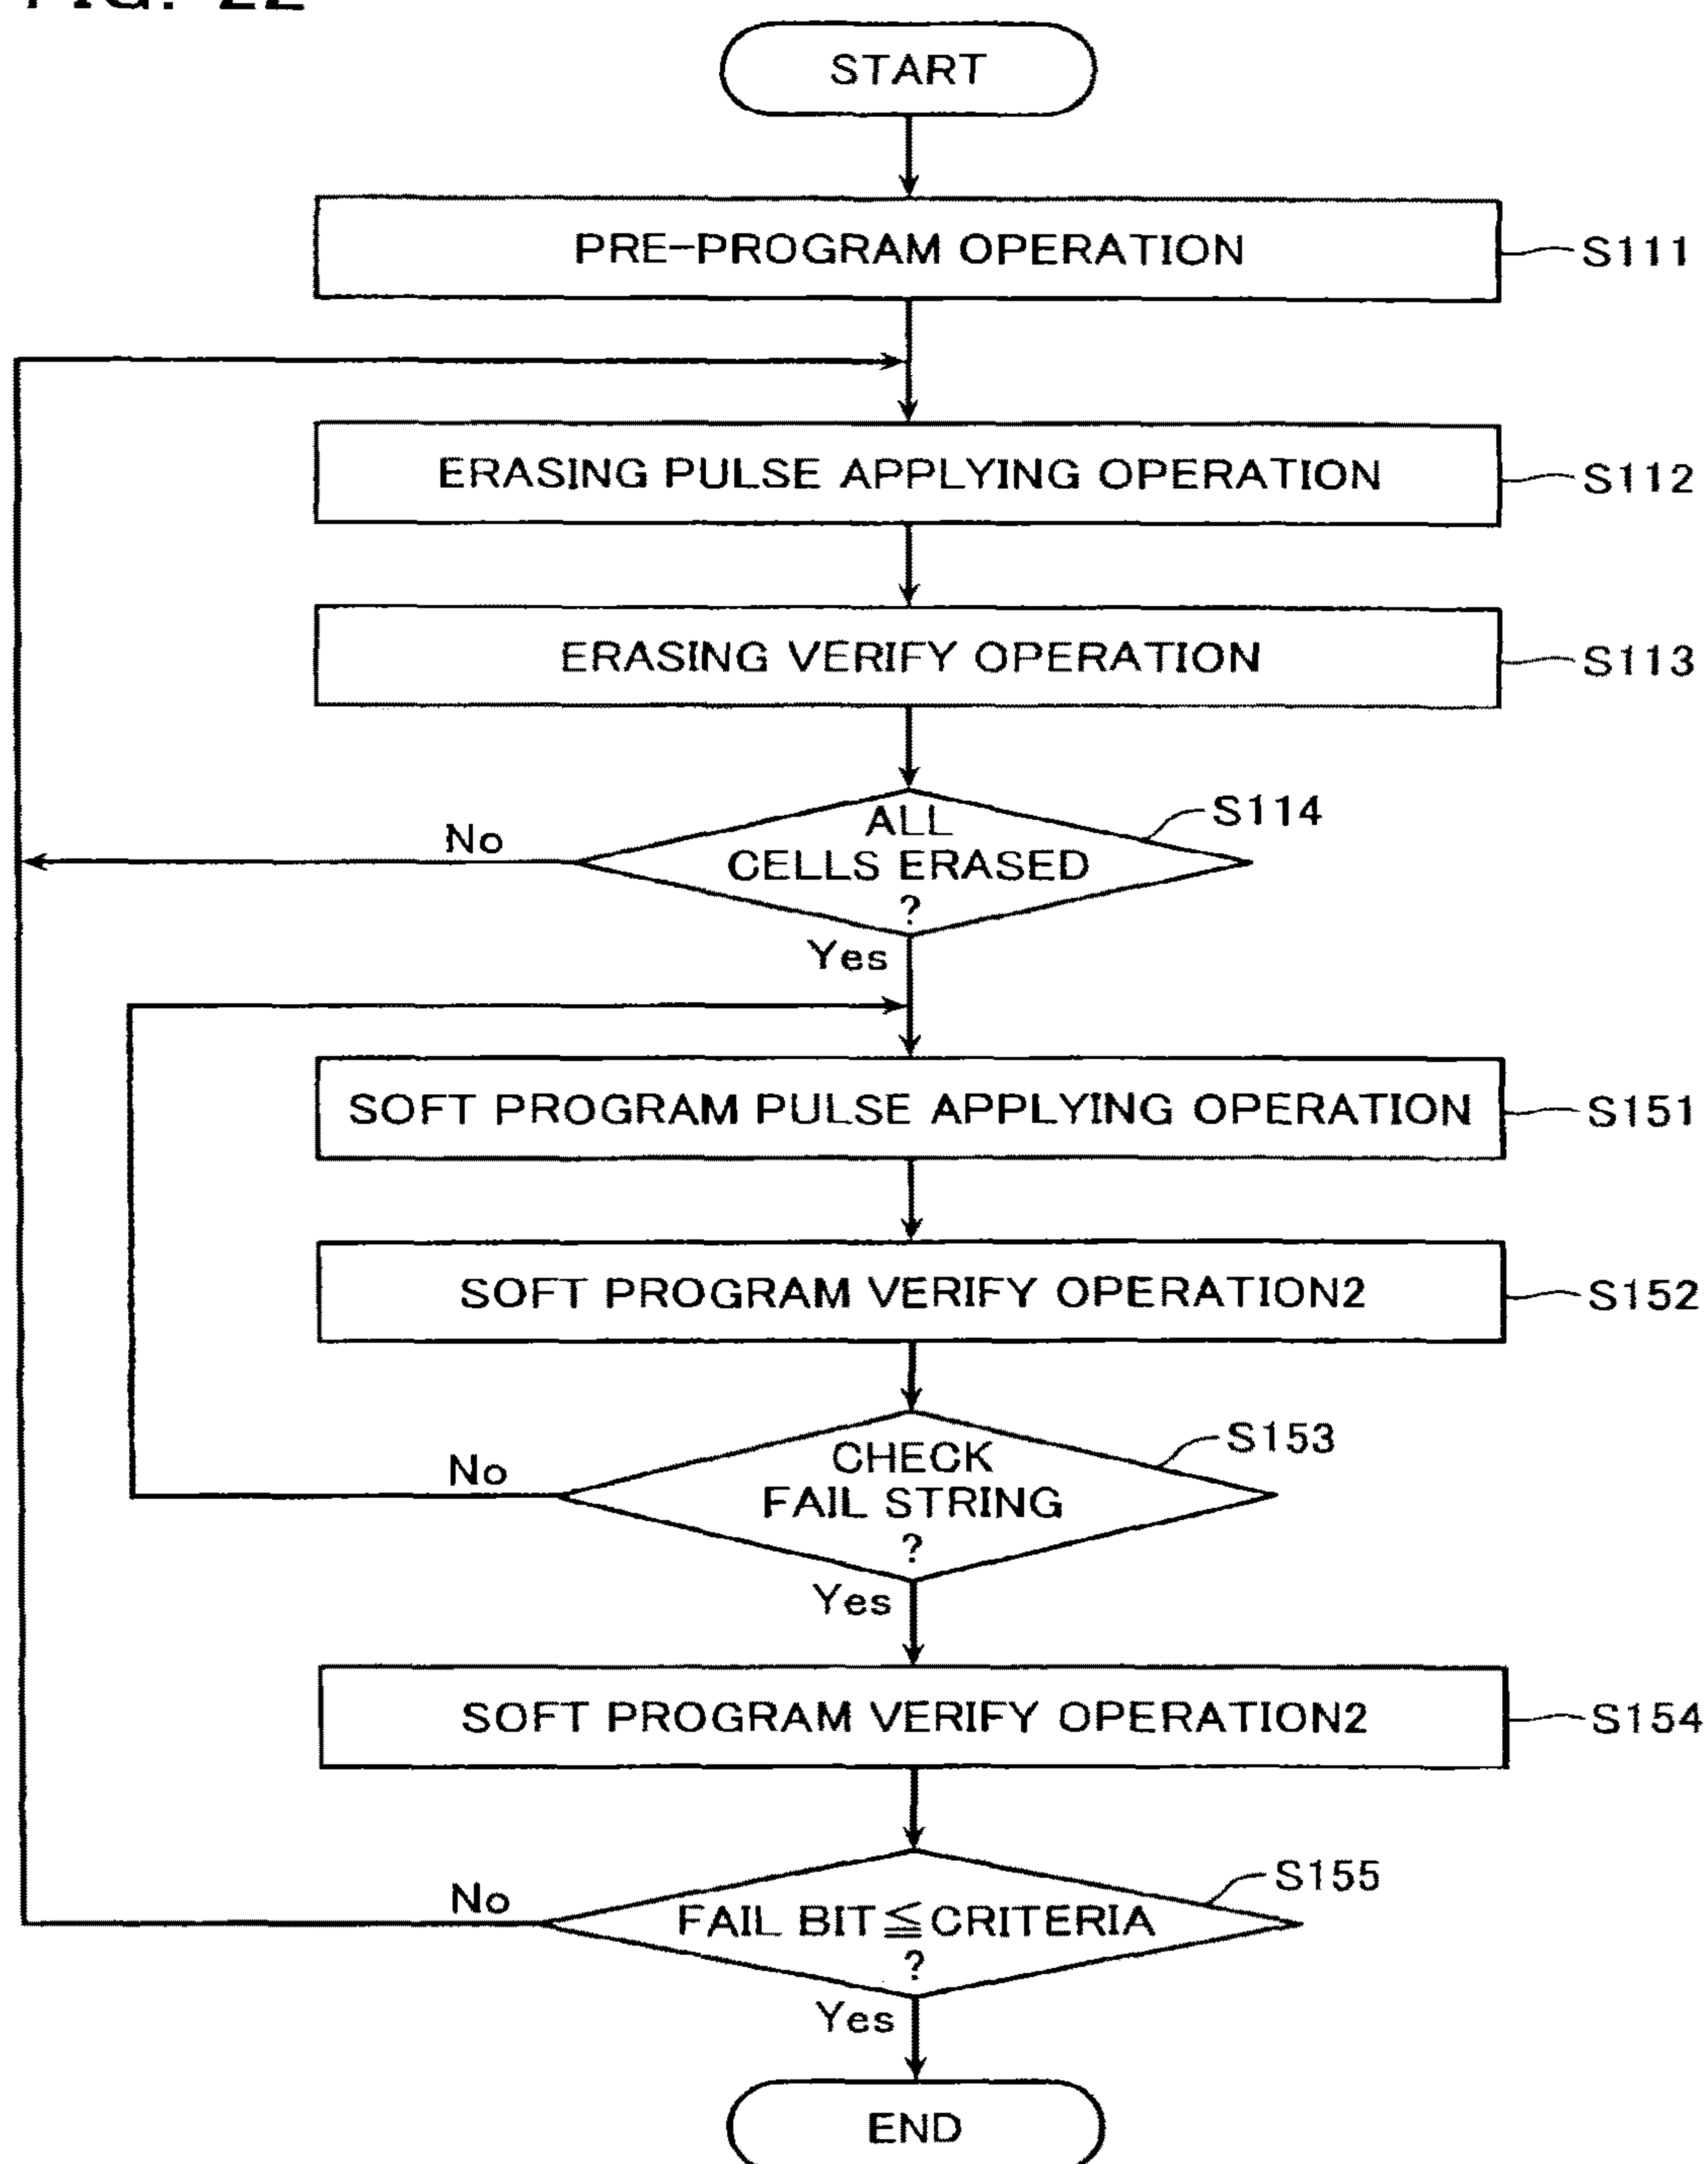 FIG. 22
START
PRE-PROGRAM OPERATION
S111
ERASING PULSE APPLYING OPERATION
S112
ERASING VERIFY OPERATION
S113
S114
ALL
CELLS ERASED
?
No
Yes
SOFT PROGRAM PULSE APPLYING OPERATION
S151
SOFT PROGRAM VERIFY OPERATION2
S152
S153
CHECK
FAIL STRING
?
No
Yes
SOFT PROGRAM VERIFY OPERATION2
S154
S155
FAIL BIT≦CRITERIA
?
No
Yes
END